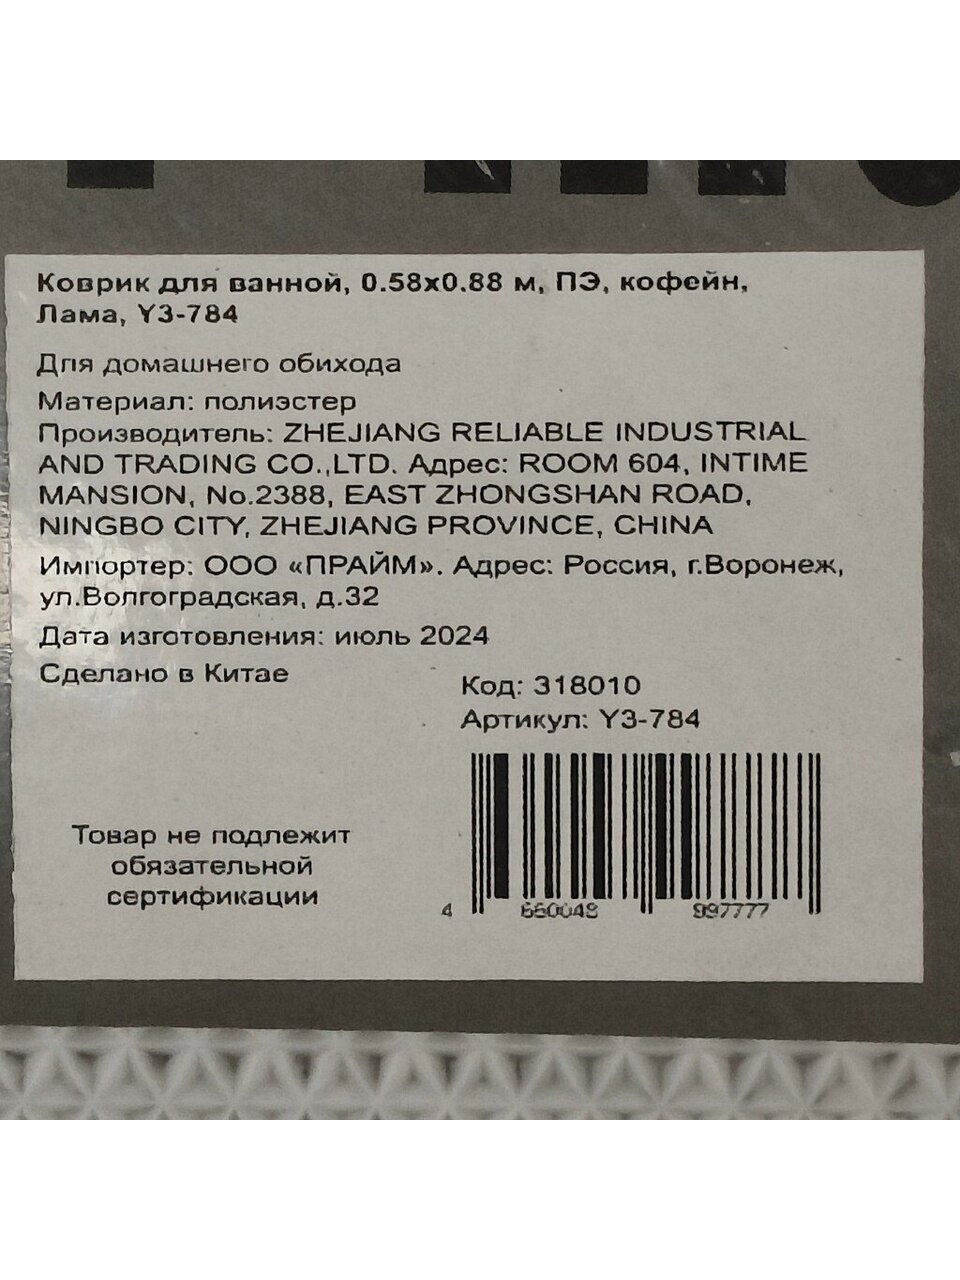 Коврик для ванной, 0.58х0.88 м, ПЭ, кофейн,
Лама, Y3-784
Для домашнего обихода
Материал: полиэстер
Производитель: ZHEJIANG RELIABLE INDUSTRIAL
AND TRADING CO.,LTD. Адрес: ROOM 604, INTIME
MANSION, No.2388, EAST ZHONGSHAN ROAD,
NINGBO CITY, ZHEJIANG PROVINCE, CHINA
Импортер: ООО «ПРАЙМ». Адрес: Россия, г.Воронеж,
ул.Волгоградская, д.32
Дата изготовления: июль 2024
Сделано в Китае
Код: 318010
Артикул: Y3-784
Товар не подлежит
обязательной
сертификации
4 660048 997777